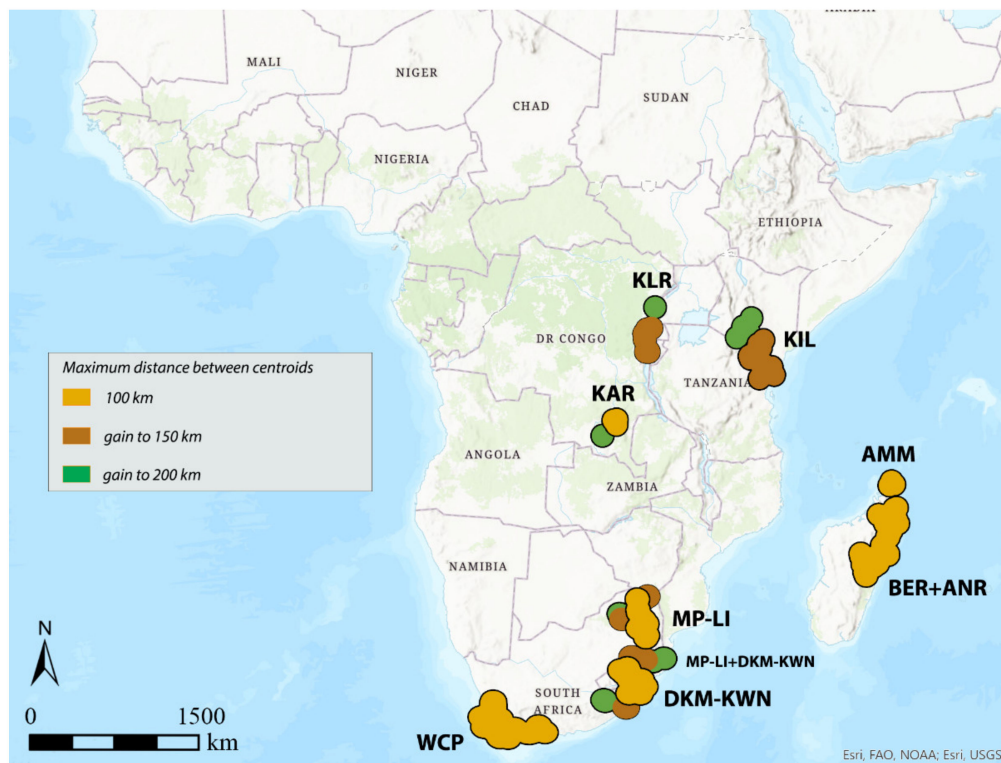 ARABIA
MALI
NIGER
CHAD
SUDAN
NIGERIA
ETHIOPIA
KLR
DR CONGO
KIL
Maximum distance between centroids
100 km
gain to 150 km
gain to 200 km
TANZANIA
KAR
ANGOLA
AMM
ZAMBIA
NAMIBIA
BER+ANR
MP-LI
N
MP-LI+DKM-KWN
SOUTH
AFRICA
DKM-KWN
0
1500
km
WCP
Esri, FAO, NOAA; Esri, USGS